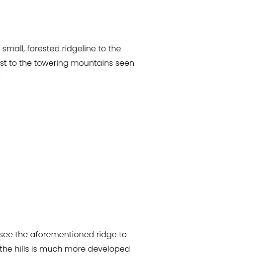 small, forested ridgeline to the
st to the towering mountains seen
see the aforementioned ridge to
the hills is much more developed